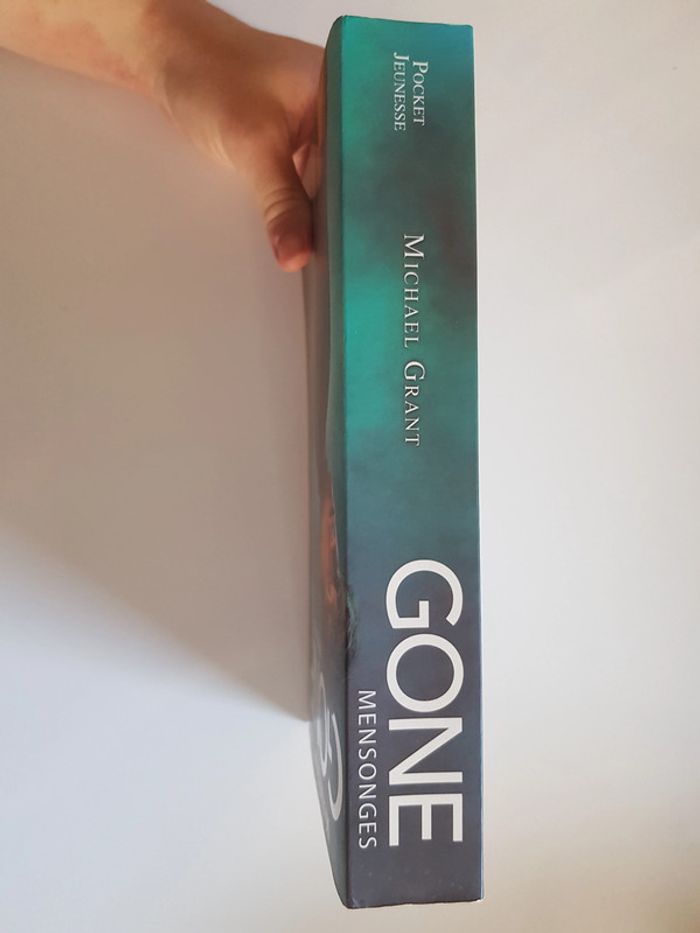 POCKET
JEUNESSE
MICHAEL GRANT
GONE
MENSONGES